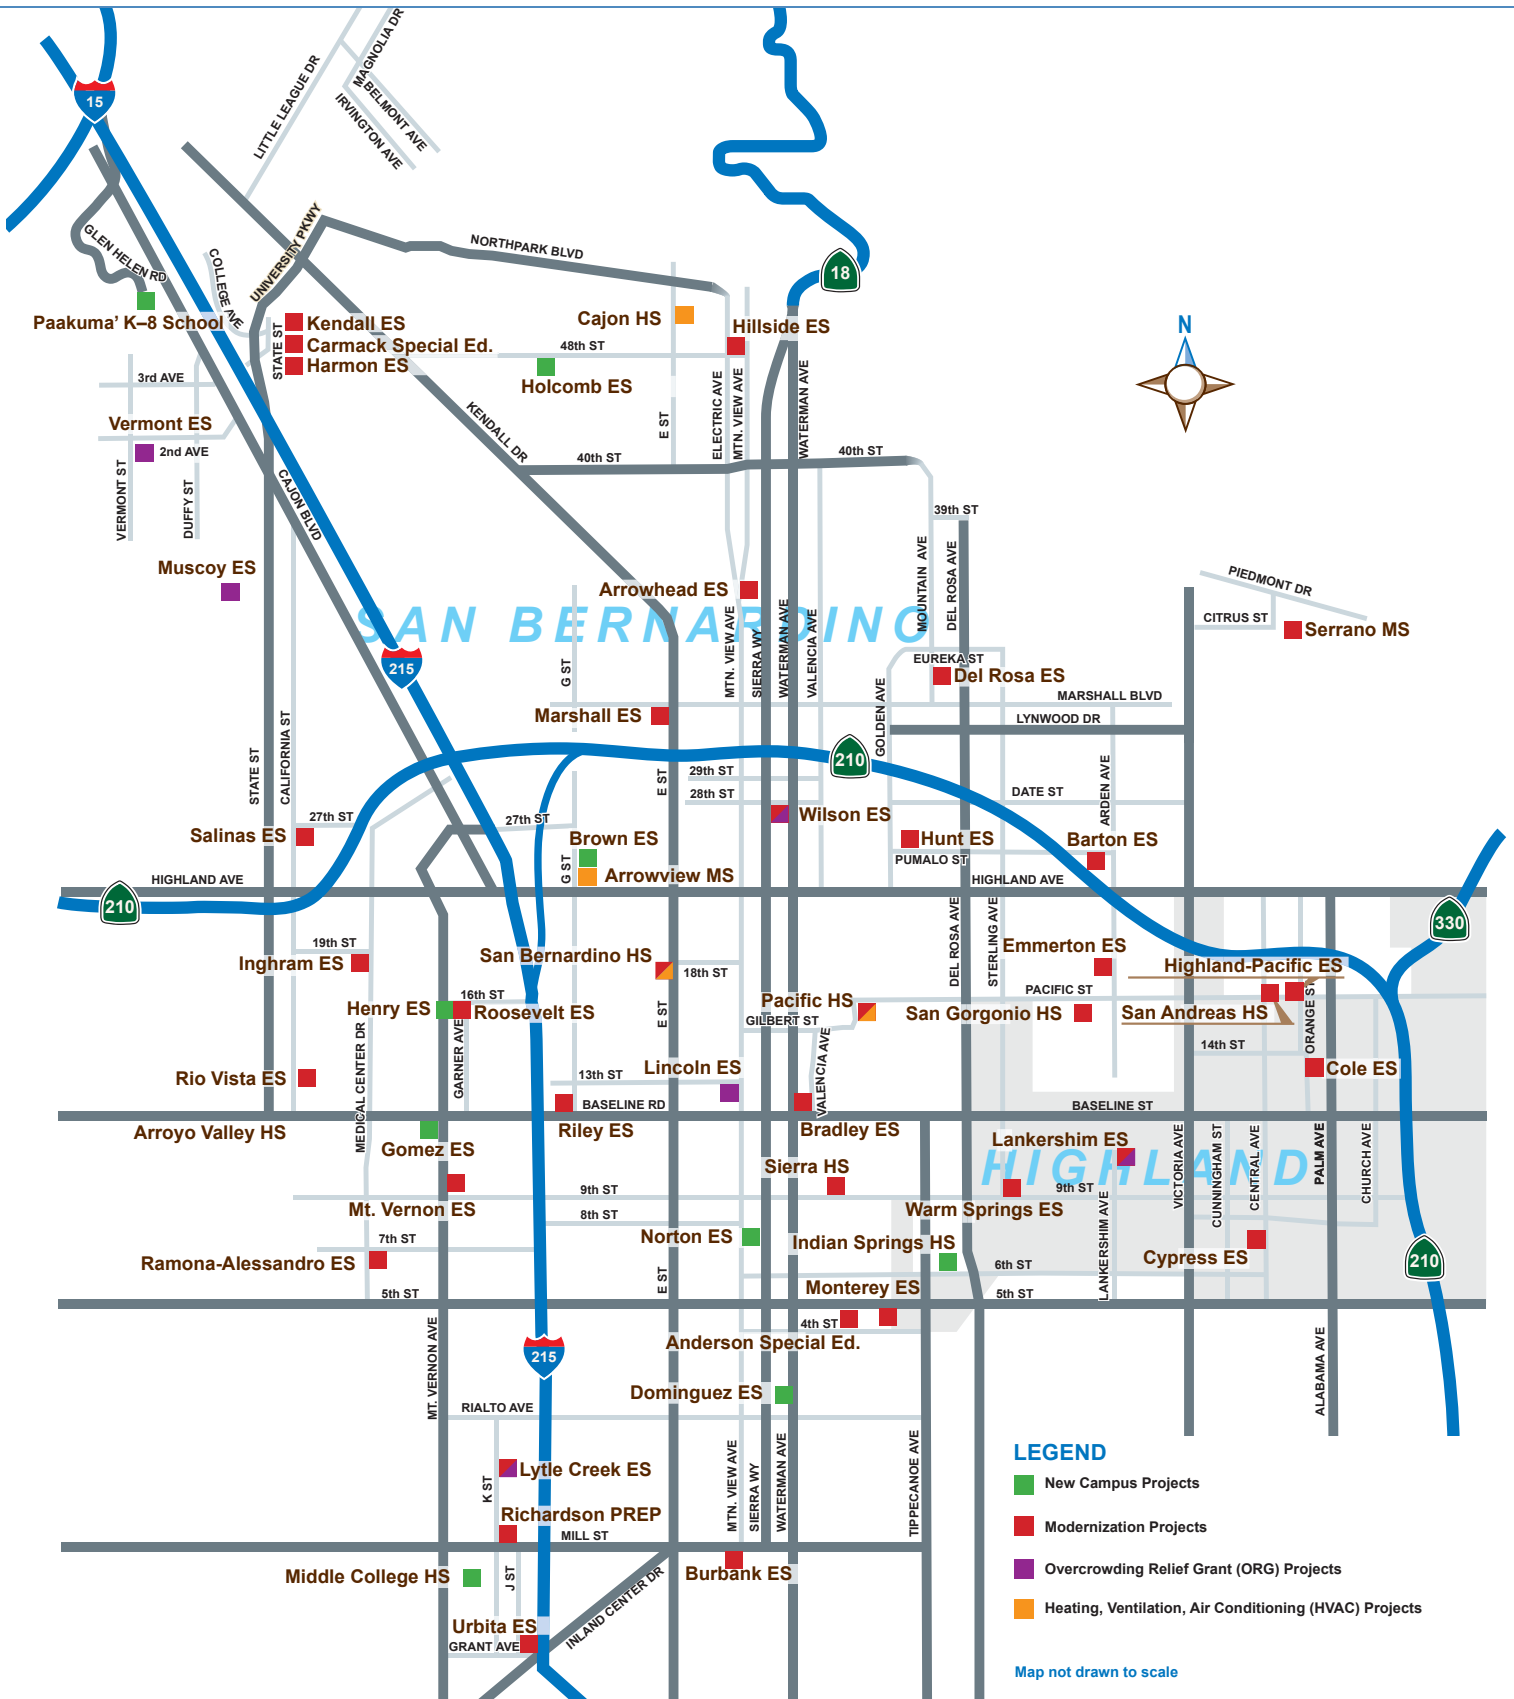 MAGNOLIA DR
LITTLE LEAGUE DR
BELMONT AVE
IRVINGTON AVE
15
GLEN HELEN RD
COLLEGE AVE
UNIVERSITY PKWY
NORTHPARK BLVD
18
Paakuma’ K–8 School
STATE ST
Kendall ES
Carmack Special Ed.
Harmon ES
Cajon HS
Hillside ES
48th ST
Holcomb ES
N
3rd AVE
Vermont ES
2nd AVE
VERMONT ST
DUFFY ST
CAJON BLVD
KENDALL DR
E ST
ELECTRIC AVE
MTN. VIEW AVE
WATERMAN AVE
40th ST
40th ST
39th ST
MOUNTAIN AVE
DEL ROSA AVE
Muscoy ES
Arrowhead ES
SAN BERNARDINO
PIEDMONT DR
CITRUS ST
Serrano MS
215
G ST
MTN. VIEW AVE
SIERRA WY
WATERMAN AVE
VALENCIA AVE
EUREKA ST
Del Rosa ES
MARSHALL BLVD
Marshall ES
GOLDEN AVE
LYNWOOD DR
STATE ST
CALIFORNIA ST
210
E ST
29th ST
28th ST
DATE ST
ARDEN AVE
27th ST
Salinas ES
27th ST
Wilson ES
Brown ES
Hunt ES
Barton ES
PUMALO ST
G ST
Arrowview MS
HIGHLAND AVE
HIGHLAND AVE
210
330
19th ST
Inghram ES
San Bernardino HS
18th ST
DEL ROSA AVE
STERLING AVE
Emmerton ES
Highland-Pacific ES
PACIFIC ST
16th ST
Henry ES
Roosevelt ES
E ST
Pacific HS
GILBERT ST
San Gorgonio HS
San Andreas HS
ORANGE ST
14th ST
MEDICAL CENTER DR
GARNER AVE
VALENCIA AVE
Rio Vista ES
13th ST
Lincoln ES
Cole ES
BASELINE RD
BASELINE ST
Arroyo Valley HS
Gomez ES
Riley ES
Bradley ES
Lankershim ES
HIGHLAND
VICTORIA AVE
CUNNINGHAM ST
CENTRAL AVE
PALM AVE
CHURCH AVE
Sierra HS
9th ST
9th ST
Mt. Vernon ES
Warm Springs ES
8th ST
7th ST
Norton ES
Indian Springs HS
Ramona-Alessandro ES
Cypress ES
210
LANKERSHIM AVE
6th ST
E ST
Monterey ES
5th ST
5th ST
4th ST
Anderson Special Ed.
215
MT. VERNON AVE
ALABAMA AVE
Dominguez ES
RIALTO AVE
Lytle Creek ES
K ST
MTN. VIEW AVE
SIERRA WY
WATERMAN AVE
TIPPECANOE AVE
Richardson PREP
MILL ST
Middle College HS
J ST
Burbank ES
INLAND CENTER DR
Urbita ES
GRANT AVE
LEGEND
New Campus Projects
Modernization Projects
Overcrowding Relief Grant (ORG) Projects
Heating, Ventilation, Air Conditioning (HVAC) Projects
Map not drawn to scale